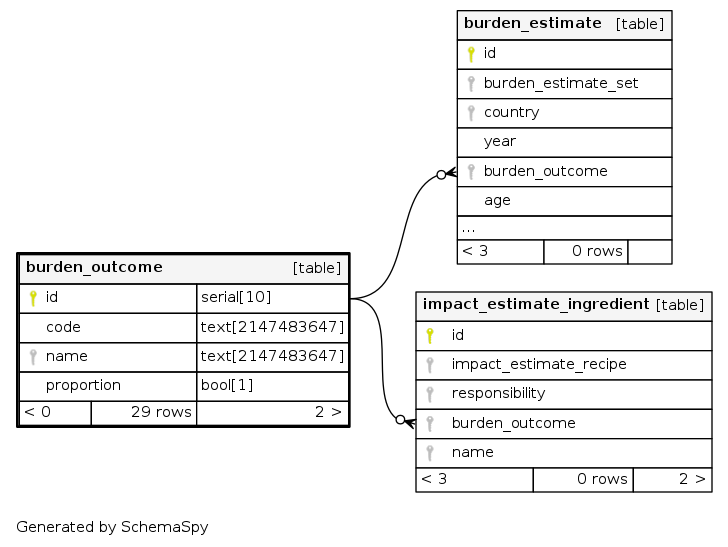 burden_estimate [table]
id
burden_estimate_set
country
year
burden_outcome
age
...
< 3 0 rows
burden_outcome [table]
id serial[10]
code text[2147483647]
name text[2147483647]
proportion bool[1]
< 0 29 rows 2 >
impact_estimate_ingredient [table]
id
impact_estimate_recipe
responsibility
burden_outcome
name
< 3 0 rows 2 >
Generated by SchemaSpy